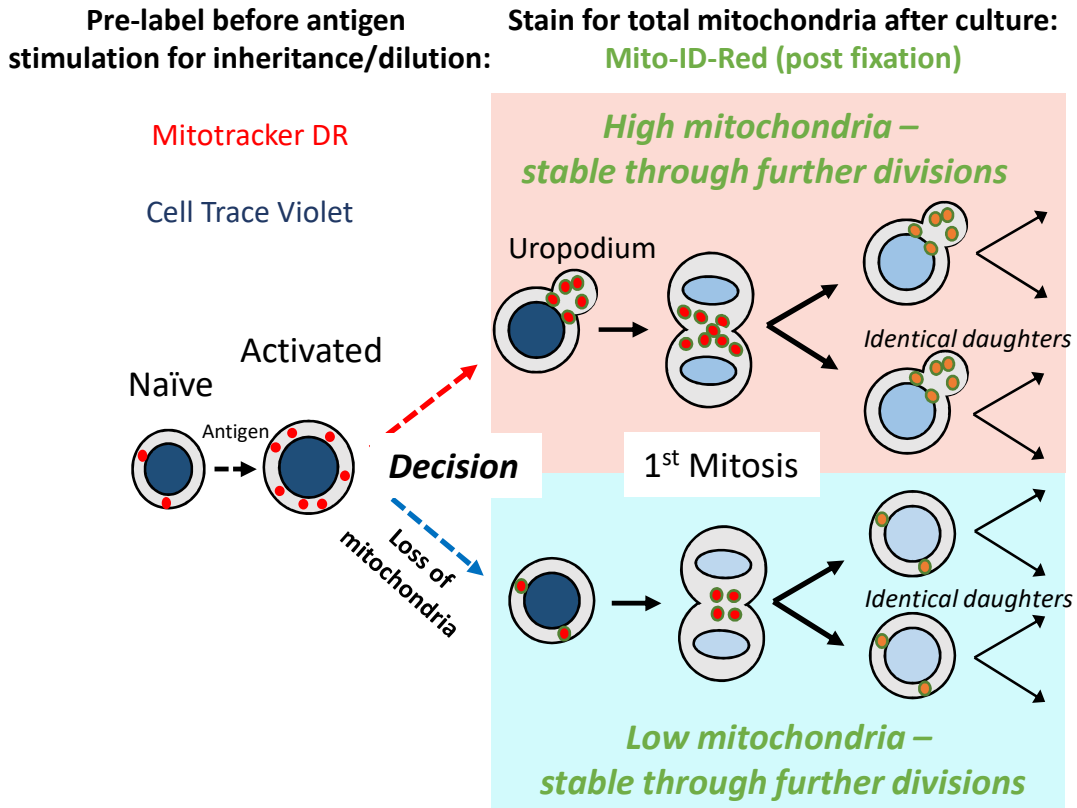 Pre-label before antigen
stimulation for inheritance/dilution:
Stain for total mitochondria after culture:
Mito-ID-Red (post fixation)
Mitotracker DR
Cell Trace Violet
High mitochondria –
stable through further divisions
Uropodium
Identical daughters
Activated
Naïve
Antigen
Decision
1st Mitosis
Loss of
mitochondria
Identical daughters
Low mitochondria –
stable through further divisions